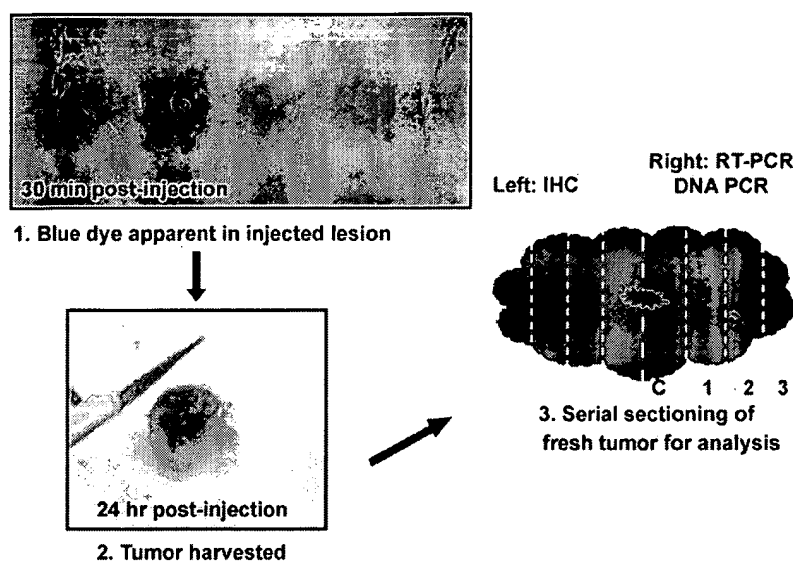 30 min post-injection
1. Blue dye apparent in injected lesion
24 hr post-injection
2. Tumor harvested
Left: IHC
Right: RT-PCR
DNA PCR
C 1 2 3
3. Serial sectioning of
fresh tumor for analysis